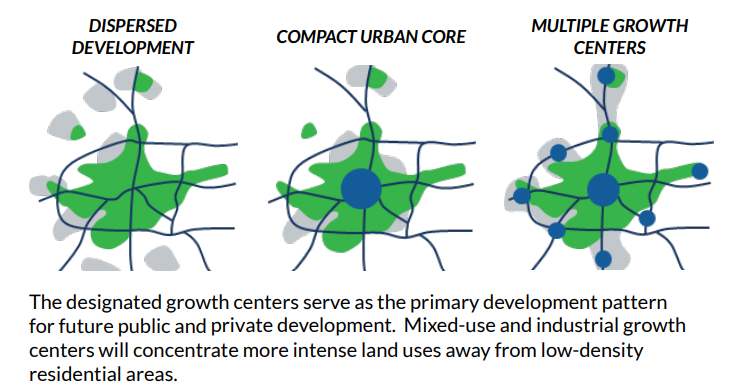 DISPERSED
DEVELOPMENT
COMPACT URBAN CORE
MULTIPLE GROWTH
CENTERS
The designated growth centers serve as the primary development pattern
for future public and private development.  Mixed-use and industrial growth
centers will concentrate more intense land uses away from low-density
residential areas.